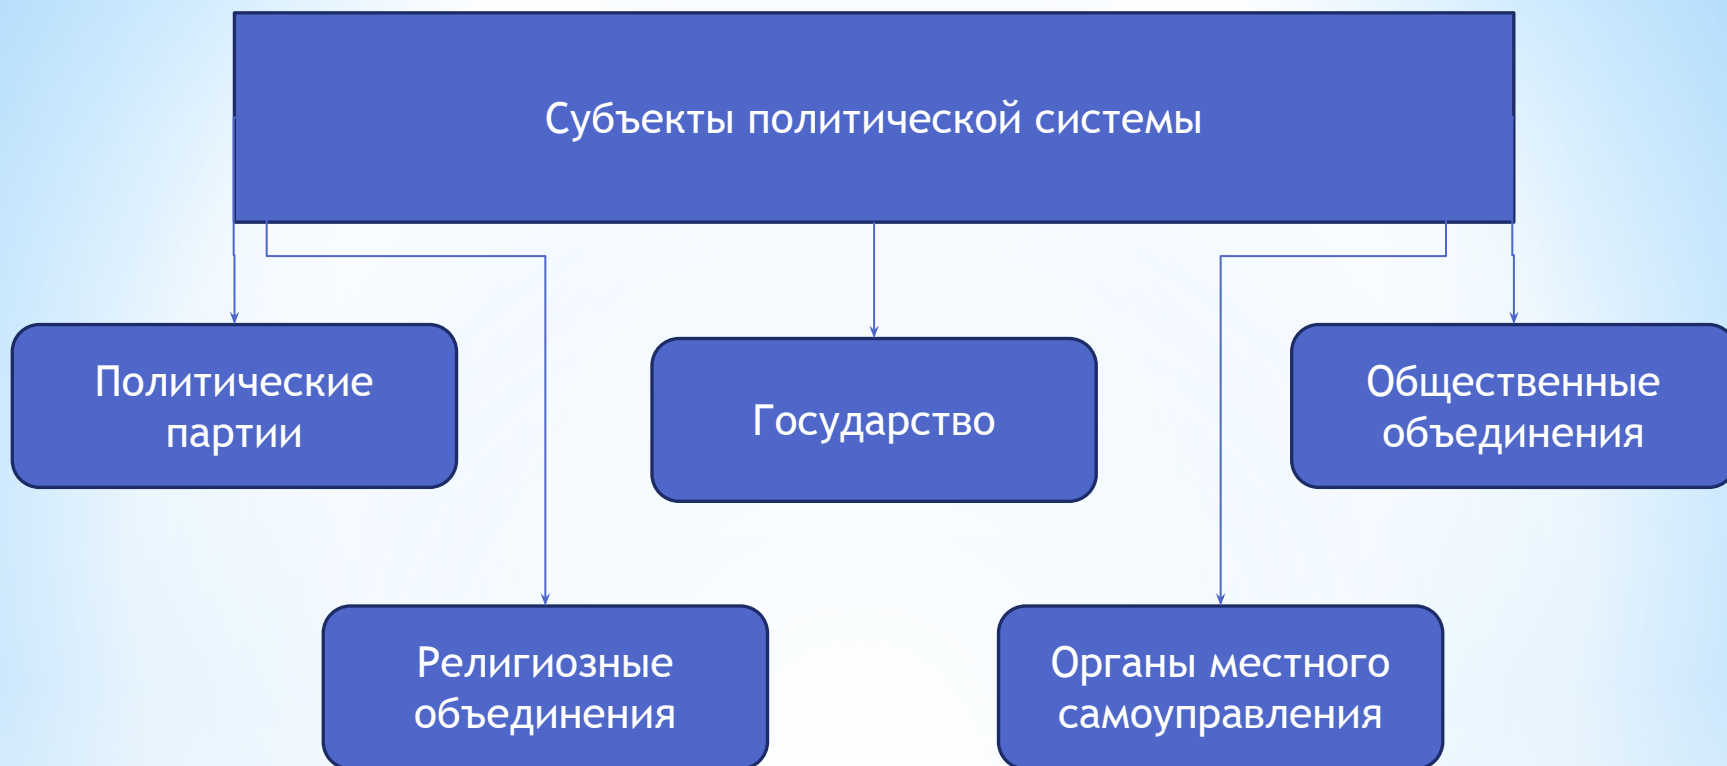 Субъекты политической системы
Политические
партии
Государство
Общественные
объединения
Религиозные
объединения
Органы местного
самоуправления